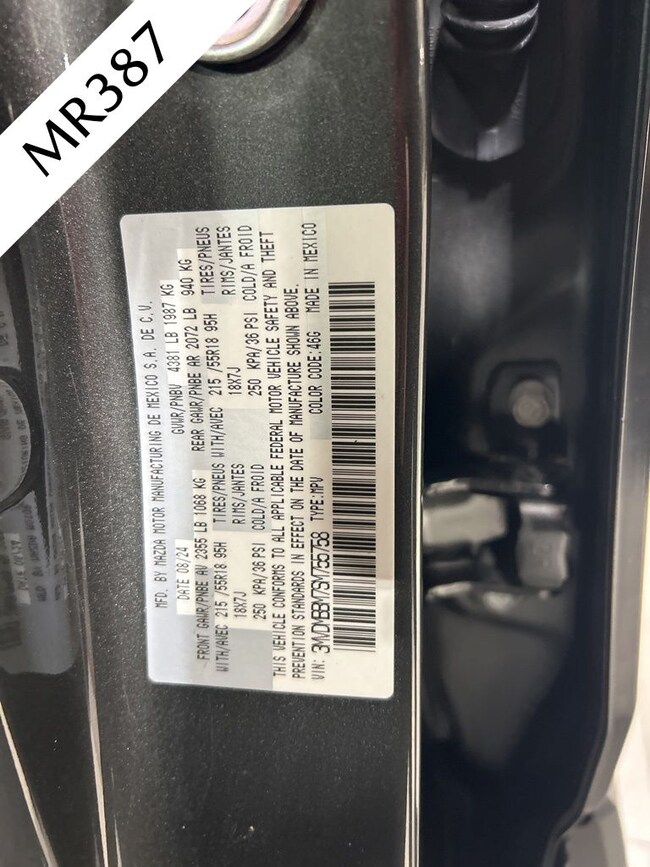 MR387
MFD. BY MAZDA MOTOR MANUFACTURING DE MEXICO S.A. DE C.V.
DATE 08/24 GVWR/PNBV 4381 LB 1987 KG
FRONT GAWR/PNBE AV 2355 LB 1068 KG REAR GAWR/PNBE AR 2072 LB 940 KG
WITH/AVEC 215 /55R18 95H TIRES/PNEUS WITH/AVEC 215 /55R18 95H TIRES/PNEUS
18X7J RIMS/JANTES 18X7J RIMS/JANTES
250 KPA/36 PSI COLD/A FROID 250 KPA/36 PSI COLD/A FROID
THIS VEHICLE CONFORMS TO ALL APPLICABLE FEDERAL MOTOR VEHICLE SAFETY AND THEFT
PREVENTION STANDARDS IN EFFECT ON THE DATE OF MANUFACTURE SHOWN ABOVE.
VIN: TYPE:MPV COLOR CODE:46G MADE IN MEXICO